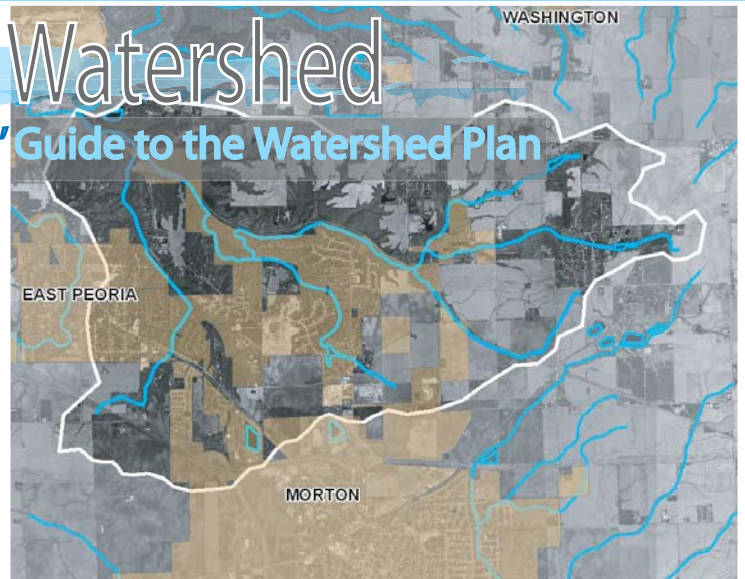 WASHINGTON
Watershed
' Guide to the Watershed Plan
EAST PEORIA
MORTON